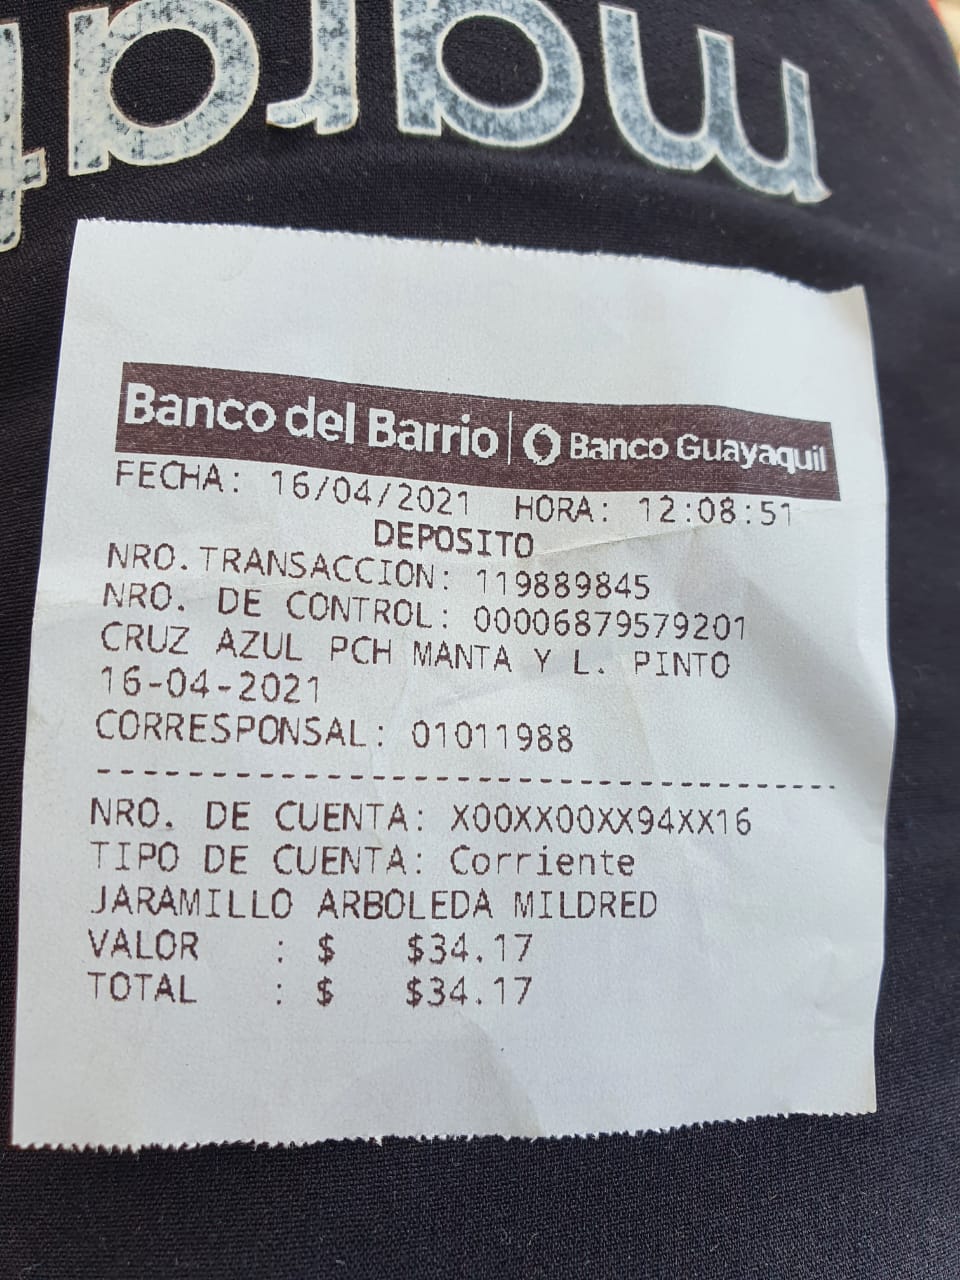 marat
Banco del Barrio | Banco Guayaquil
FECHA: 16/04/2021 HORA: 12:08:51
DEPOSITO
NRO.TRANSACCION: 119889845
NRO. DE CONTROL: 00006879579201
CRUZ AZUL PCH MANTA Y L. PINTO
16-04-2021
CORRESPONSAL: 01011988
NRO. DE CUENTA: X00XX00XX94XX16
TIPO DE CUENTA: Corriente
JARAMILLO ARBOLEDA MILDRED
VALOR : $ $34.17
TOTAL : $ $34.17